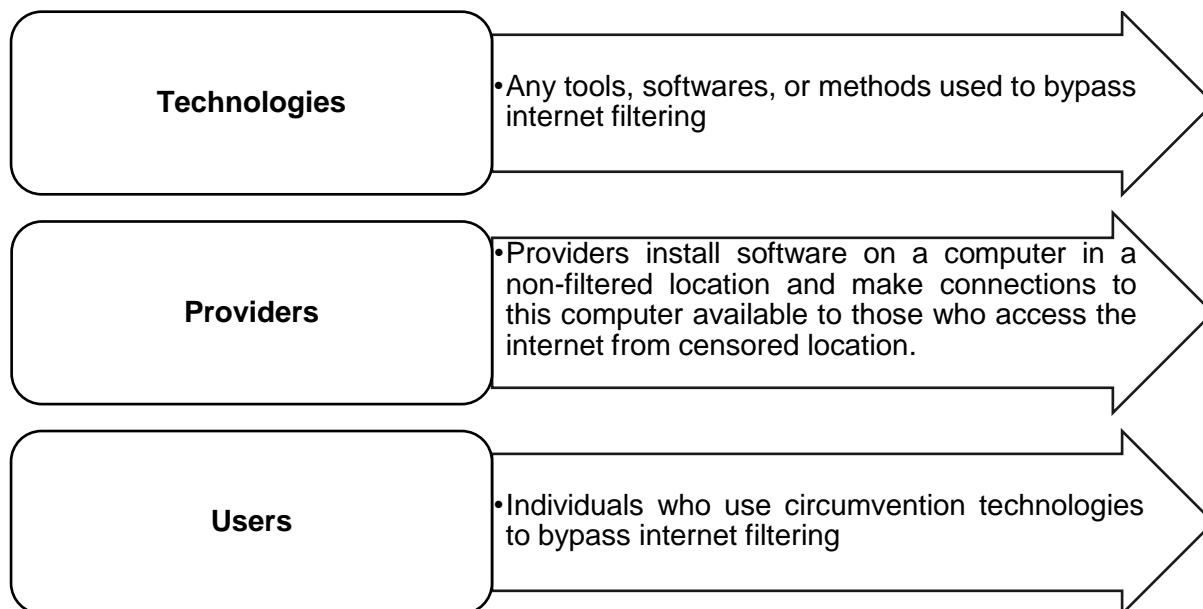 Technologies
•Any tools, softwares, or methods used to bypass
internet filtering
Providers
•Providers install software on a computer in a
non-filtered location and make connections to
this computer available to those who access the
internet from censored location.
Users
•Individuals who use circumvention technologies
to bypass internet filtering